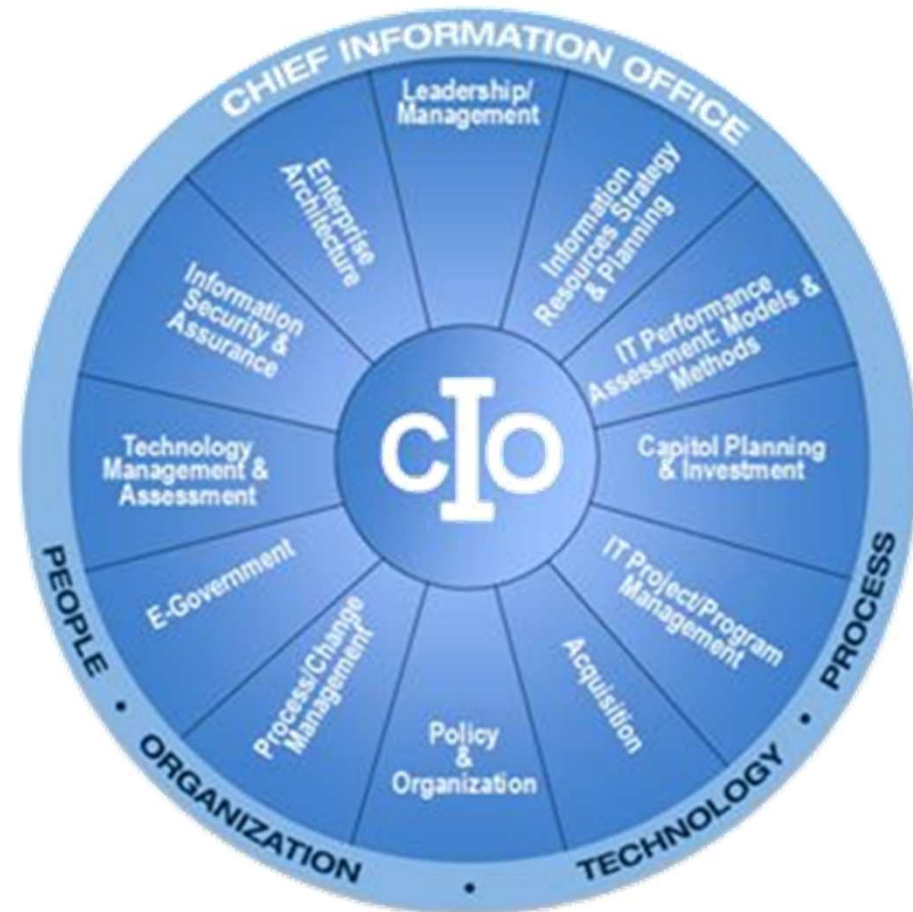 CHIEF INFORMATION OFFICE
Leadership/
Management
Information
Resources Strategy
& Planning
IT Performance
Assessment: Models &
Methods
Capitol Planning
& Investment
IT Project/Program
Management
Acquisition
Policy
&
Organization
Process/Change
Management
E-Government
Technology
Management &
Assessment
Information
Security &
Assurance
Enterprise
Architecture
CIO
PEOPLE • ORGANIZATION • TECHNOLOGY • PROCESS